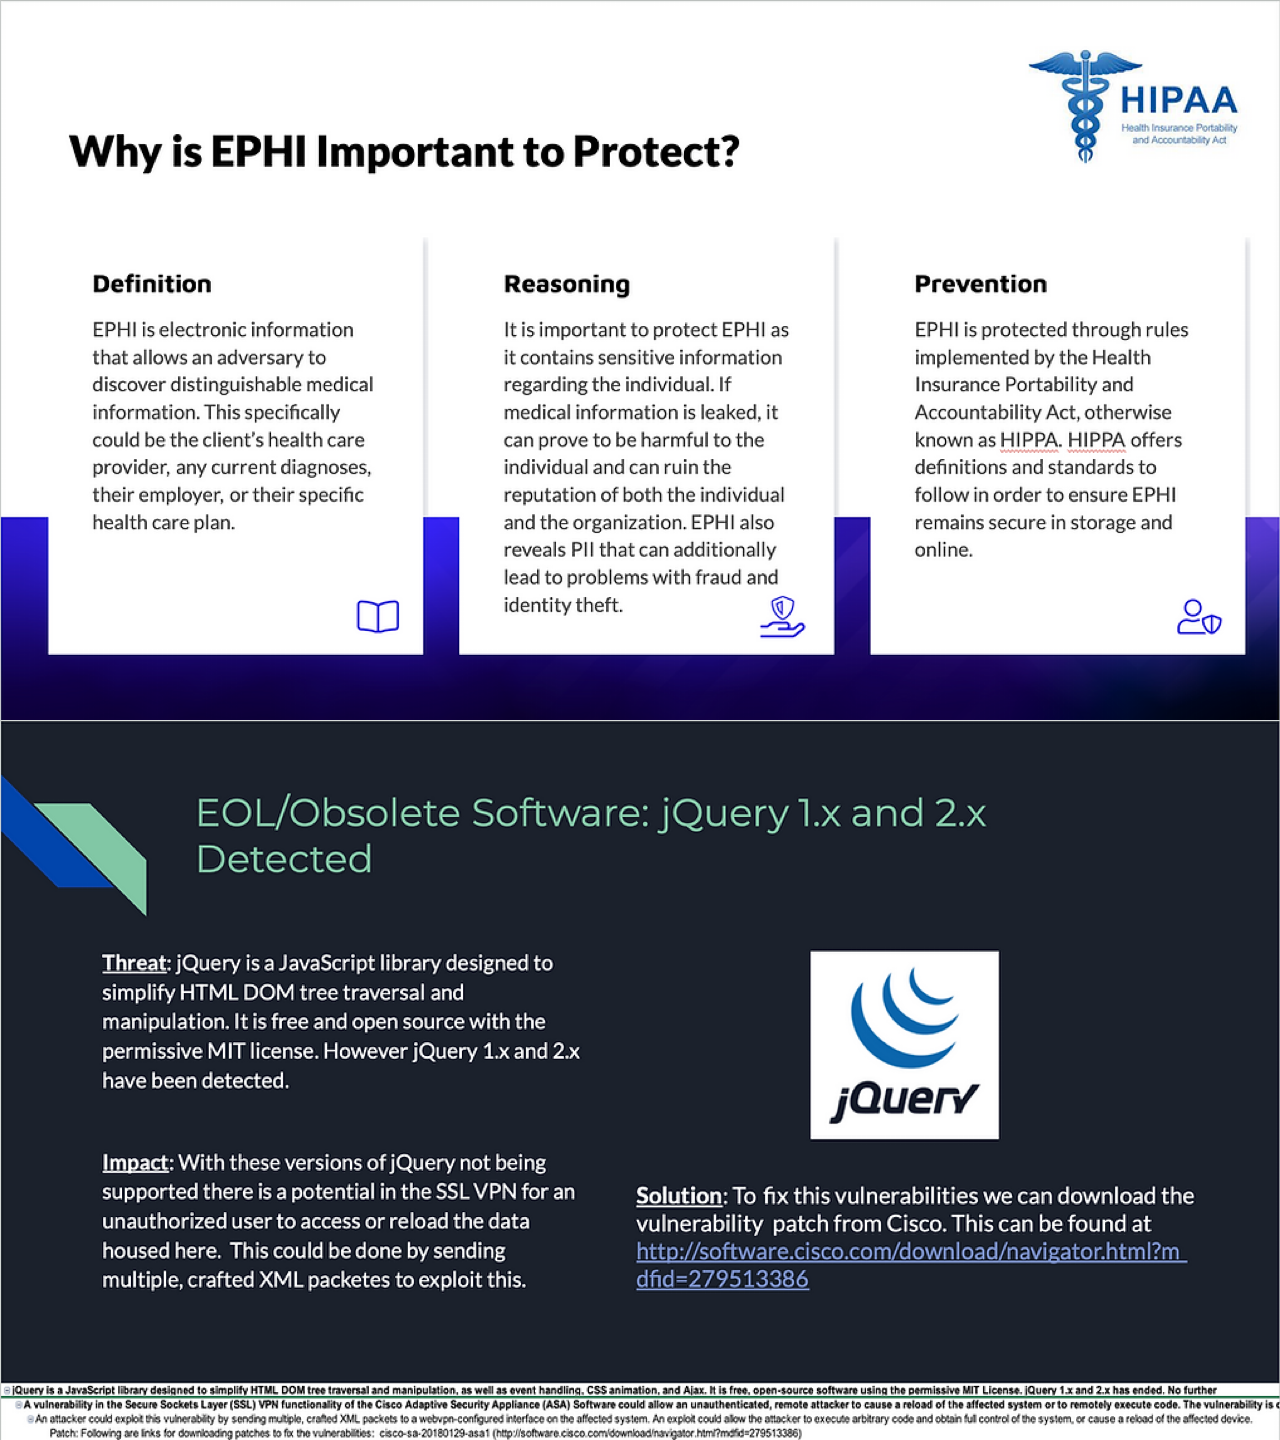 HIPAA
Health Insurance Portability
and Accountability Act
Why is EPHI Important to Protect?
Definition
EPHI is electronic information
that allows an adversary to
discover distinguishable medical
information. This specifically
could be the client's health care
provider, any current diagnoses,
their employer, or their specific
health care plan.
Reasoning
It is important to protect EPHI as
it contains sensitive information
regarding the individual. If
medical information is leaked, it
can prove to be harmful to the
individual and can ruin the
reputation of both the individual
and the organization. EPHI also
reveals PII that can additionally
lead to problems with fraud and
identity theft.
Prevention
EPHI is protected through rules
implemented by the Health
Insurance Portability and
Accountability Act, otherwise
known as HIPPA. HIPPA offers
definitions and standards to
follow in order to ensure EPHI
remains secure in storage and
online.
EOL/Obsolete Software: jQuery 1.x and 2.x
Detected
Threat: jQuery is a JavaScript library designed to
simplify HTML DOM tree traversal and
manipulation. It is free and open source with the
permissive MIT license. However jQuery 1.x and 2.x
have been detected.
Impact: With these versions of jQuery not being
supported there is a potential in the SSL VPN for an
unauthorized user to access or reload the data
housed here. This could be done by sending
multiple, crafted XML packetes to exploit this.
jQuery
Solution: To fix this vulnerabilities we can download the
vulnerability patch from Cisco. This can be found at
http://software.cisco.com/download/navigator.html?m
dfid=279513386
jQuery is a JavaScript library designed to simplify HTML DOM tree traversal and manipulation, as well as event handling, CSS animation, and Ajax. It is free, open-source software using the permissive MIT License. jQuery 1.x and 2.x has ended. No further
A vulnerability in the Secure Sockets Layer (SSL) VPN functionality of the Cisco Adaptive Security Appliance (ASA) Software could allow an unauthenticated, remote attacker to cause a reload of the affected system or to remotely execute code. The vulnerability is
An attacker could exploit this vulnerability by sending multiple, crafted XML packets to a webvpn-configured interface on the affected system. An exploit could allow the attacker to execute arbitrary code and obtain full control of the system, or cause a reload of the affected device.
Patch: Following are links for downloading patches to fix the vulnerabilities: cisco-sa-20180129-asa1 (http://software.cisco.com/download/navigator.html?mdfid=279513386)